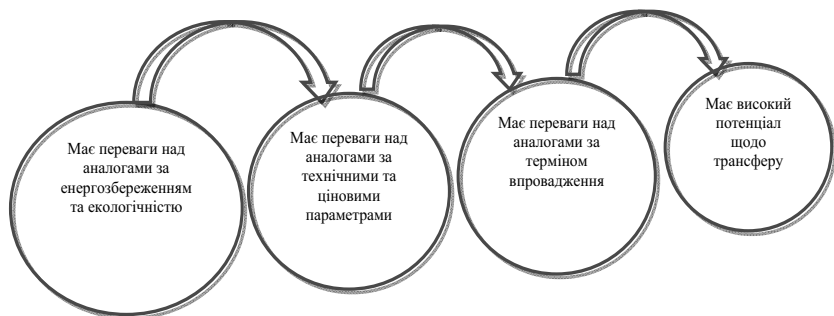 Має переваги над
аналогами за
енергозбереженням
та екологічністю
Має переваги над
аналогами за
технічними та
ціновими
параметрами
Має переваги над
аналогами за
терміном
впровадження
Має високий
потенціал
щодо
трансферу